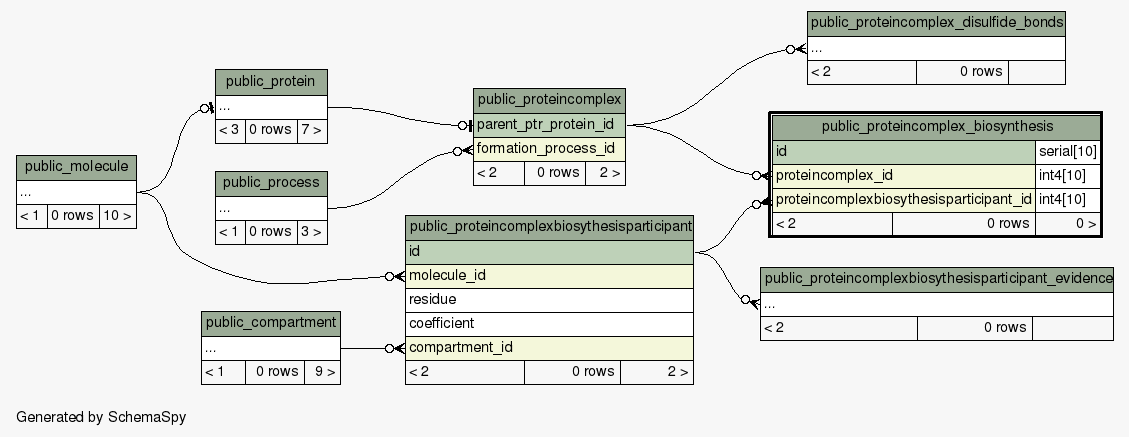 public_proteincomplex_disulfide_bonds
...
< 2 0 rows
public_protein
...
< 3 0 rows 7 >
public_proteincomplex
parent_ptr_protein_id
formation_process_id
< 2 0 rows 2 >
public_proteincomplex_biosynthesis
id serial[10]
proteincomplex_id int4[10]
proteincomplexbiosythesisparticipant_id int4[10]
< 2 0 rows 0 >
public_molecule
...
< 1 0 rows 10 >
public_process
...
< 1 0 rows 3 >
public_proteincomplexbiosythesisparticipant
id
molecule_id
residue
coefficient
compartment_id
< 2 0 rows 2 >
public_proteincomplexbiosythesisparticipant_evidence
...
< 2 0 rows
public_compartment
...
< 1 0 rows 9 >
Generated by SchemaSpy